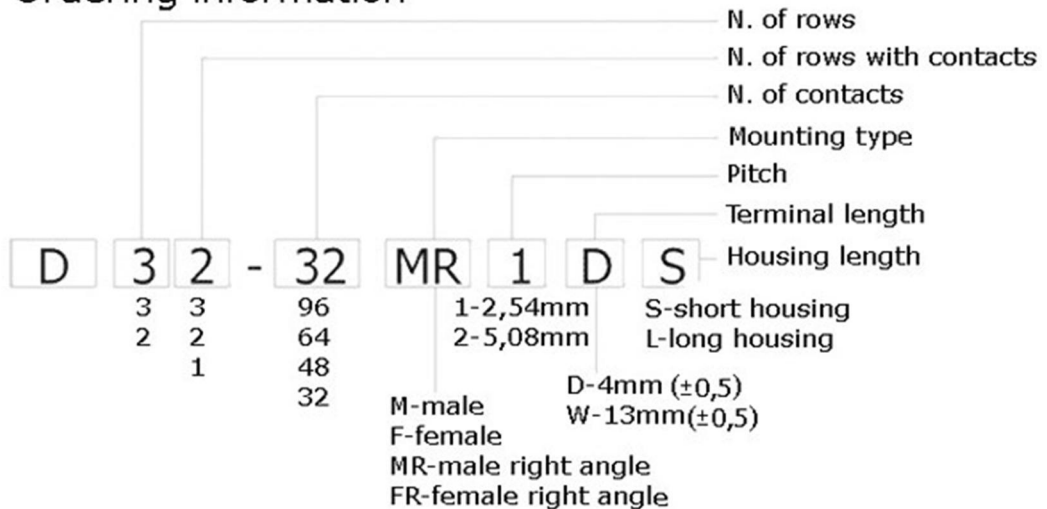 Ordering information
N. of rows
N. of rows with contacts
N. of contacts
Mounting type
Pitch
Terminal length
Housing length
D 3 2 - 32 MR 1 D S
3 3 96 1-2,54mm S-short housing
2 2 64 2-5,08mm L-long housing
1 48
32
D-4mm (±0,5)
W-13mm(±0,5)
M-male
F-female
MR-male right angle
FR-female right angle